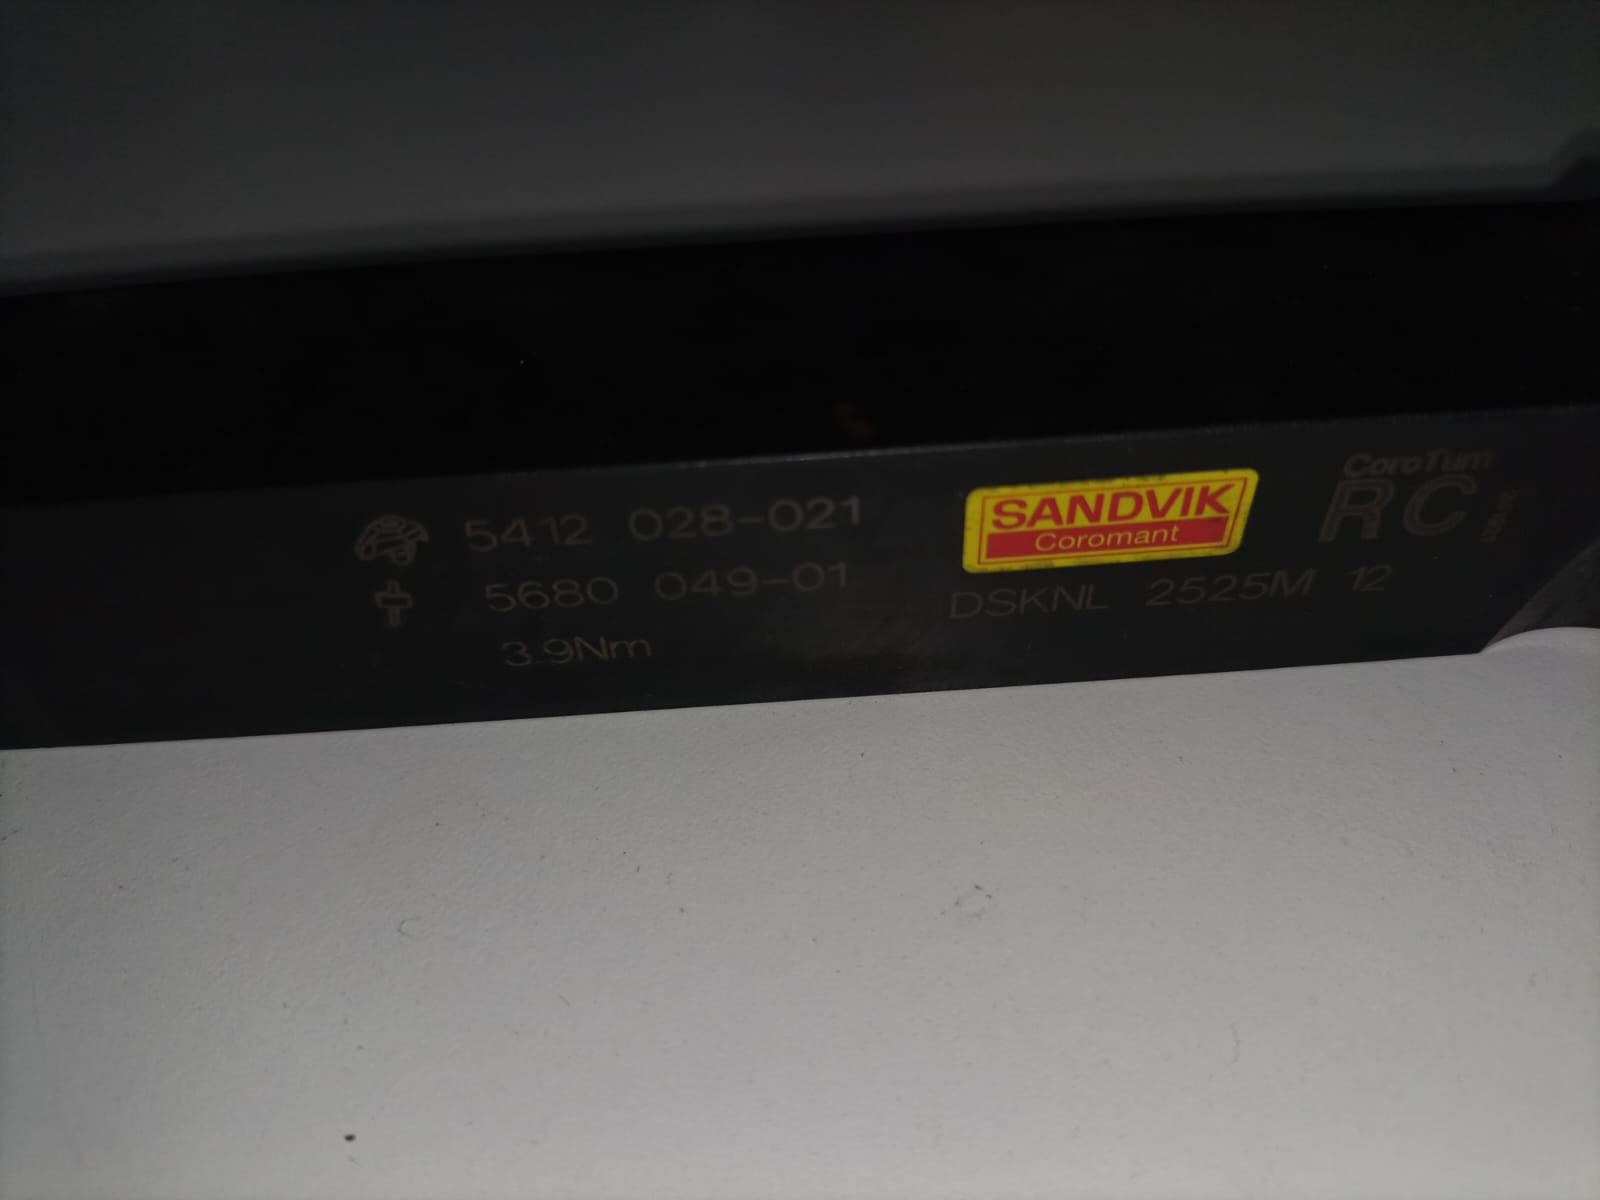 5412 028-021
5680 049-01
3.9Nm
SANDVIK
Coromant
DSKNL 2525M 12
CoroTurn
RC